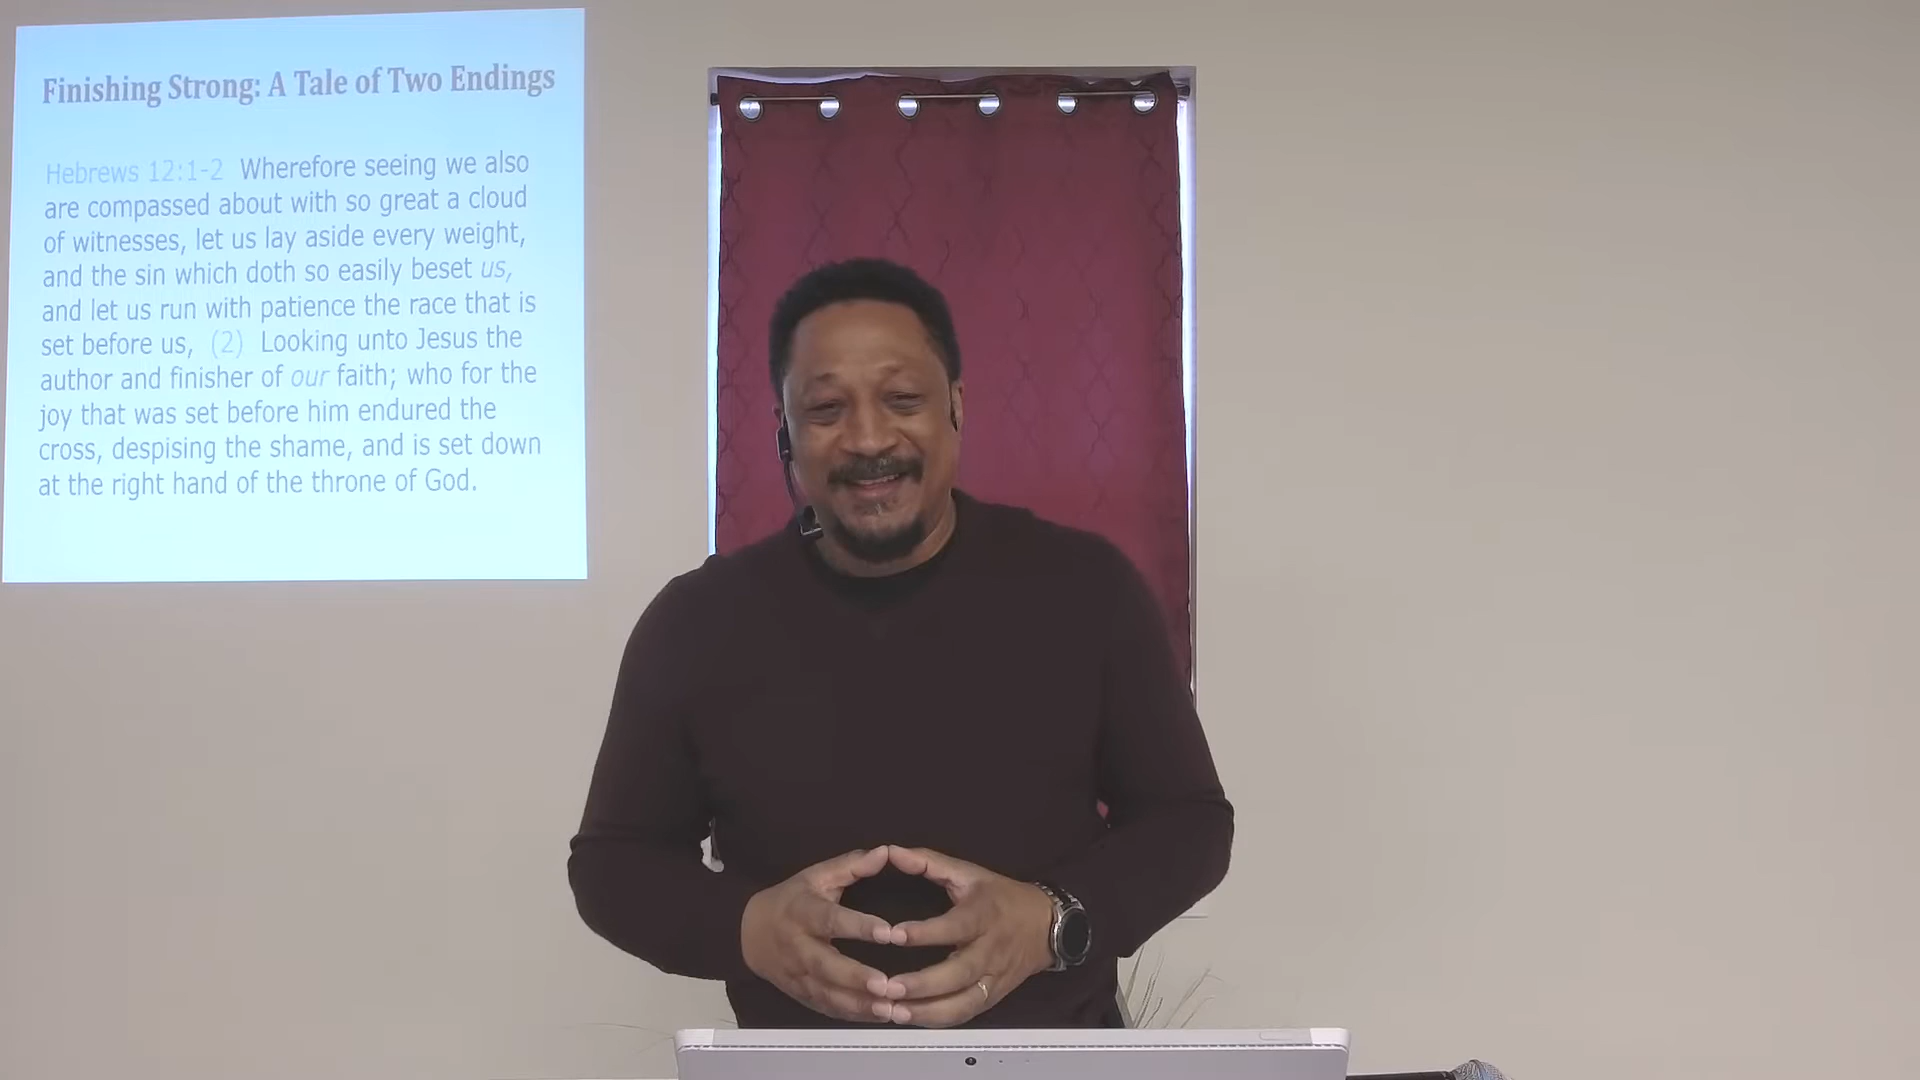 Finishing Strong: A Tale of Two Endings
Hebrews 12:1-2 Wherefore seeing we also
are compassed about with so great a cloud
of witnesses, let us lay aside every weight,
and the sin which doth so easily beset us,
and let us run with patience the race that is
set before us, (2) Looking unto Jesus the
author and finisher of our faith; who for the
joy that was set before him endured the
cross, despising the shame, and is set down
at the right hand of the throne of God.